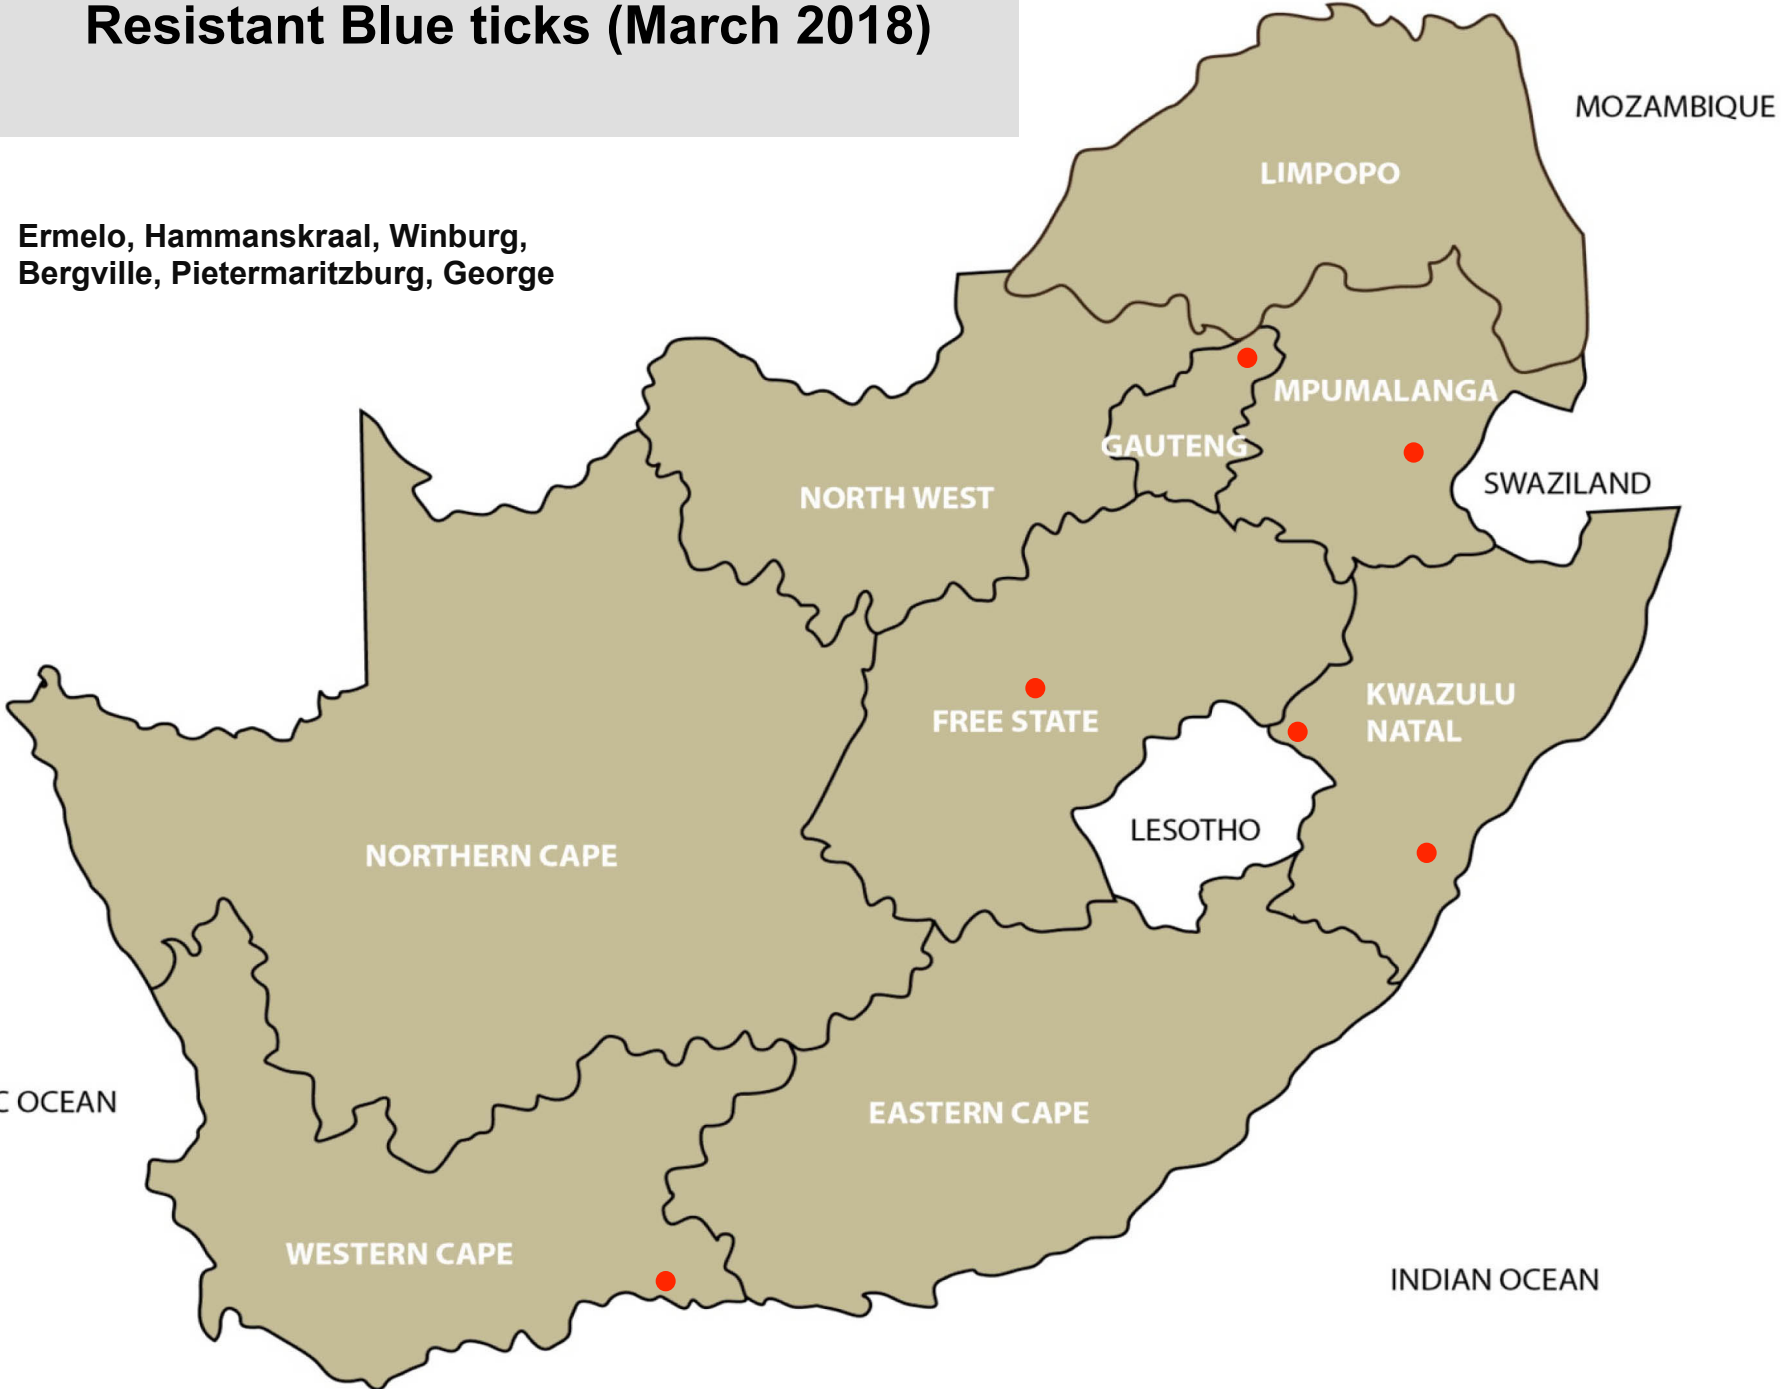 Resistant Blue ticks (March 2018)
MOZAMBIQUE
LIMPOPO
Ermelo, Hammanskraal, Winburg,
Bergville, Pietermaritzburg, George
MPUMALANGA
GAUTENG
SWAZILAND
NORTH WEST
KWAZULU
NATAL
FREE STATE
LESOTHO
NORTHERN CAPE
C OCEAN
EASTERN CAPE
WESTERN CAPE
INDIAN OCEAN